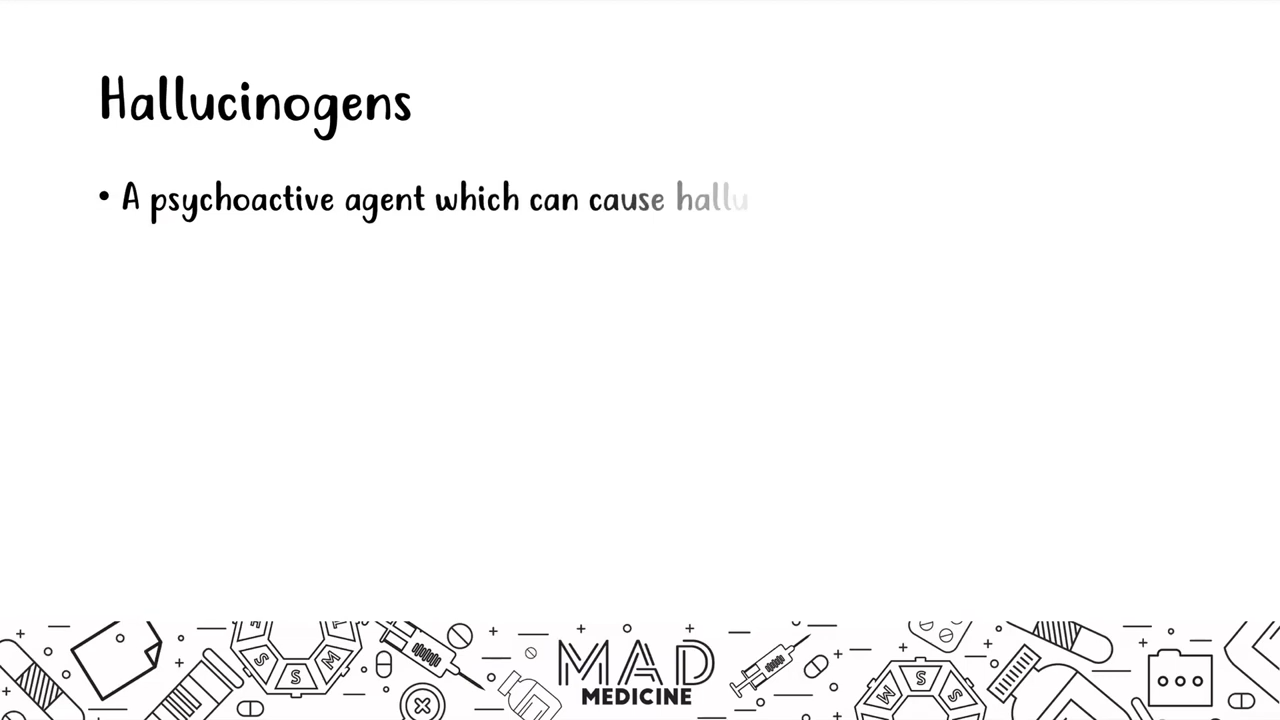 Hallucinogens
• A psychoactive agent which can cause hallu
MAD
MEDICINE